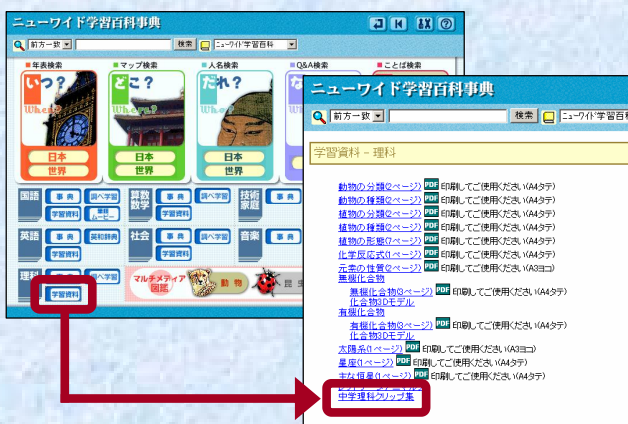 ニューワイド学習百科事典
前方一致 検索 ニューワイド学習百科
■年表検索 ■マップ検索 ■人名検索 ■Q&A検索 ■ことば検索
いつ? どこ? だれ?
When? Where? Who?
日本 日本 日本
世界 世界 世界
国語 事典 調べ学習 算数 数学 事典 調べ学習 技術 家庭 事典
学習資料 学習資料
英語 事典 英和辞典 社会 事典 調べ学習 音楽 事典
学習資料 学習資料
理科 調べ学習 マルチメディア図鑑 動物 昆虫
学習資料
ニューワイド学習百科事典
前方一致 検索 ニューワイド学習百科
学習資料 - 理科
動物の分類(2ページ) PDF 印刷してご使用ください(A4タテ)
動物の種類(2ページ) PDF 印刷してご使用ください(A4タテ)
植物の分類(2ページ) PDF 印刷してご使用ください(A4タテ)
植物の種類(2ページ) PDF 印刷してご使用ください(A4タテ)
植物の形態(7ページ) PDF 印刷してご使用ください(A4タテ)
化学反応式(1ページ) PDF 印刷してご使用ください(A4タテ)
元素の性質(2ページ) PDF 印刷してご使用ください(A3ヨコ)
無機化合物
無機化合物(3ページ) PDF 印刷してご使用ください(A4タテ)
化合物3Dモデル
有機化合物
有機化合物(3ページ) PDF 印刷してご使用ください(A4タテ)
化合物3Dモデル
太陽系(1ページ) PDF 印刷してご使用ください(A3ヨコ)
星座(1ページ) PDF 印刷してご使用ください(A4タテ)
主な恒星(1ページ) PDF 印刷してご使用ください(A4タテ)
中学理科クリップ集